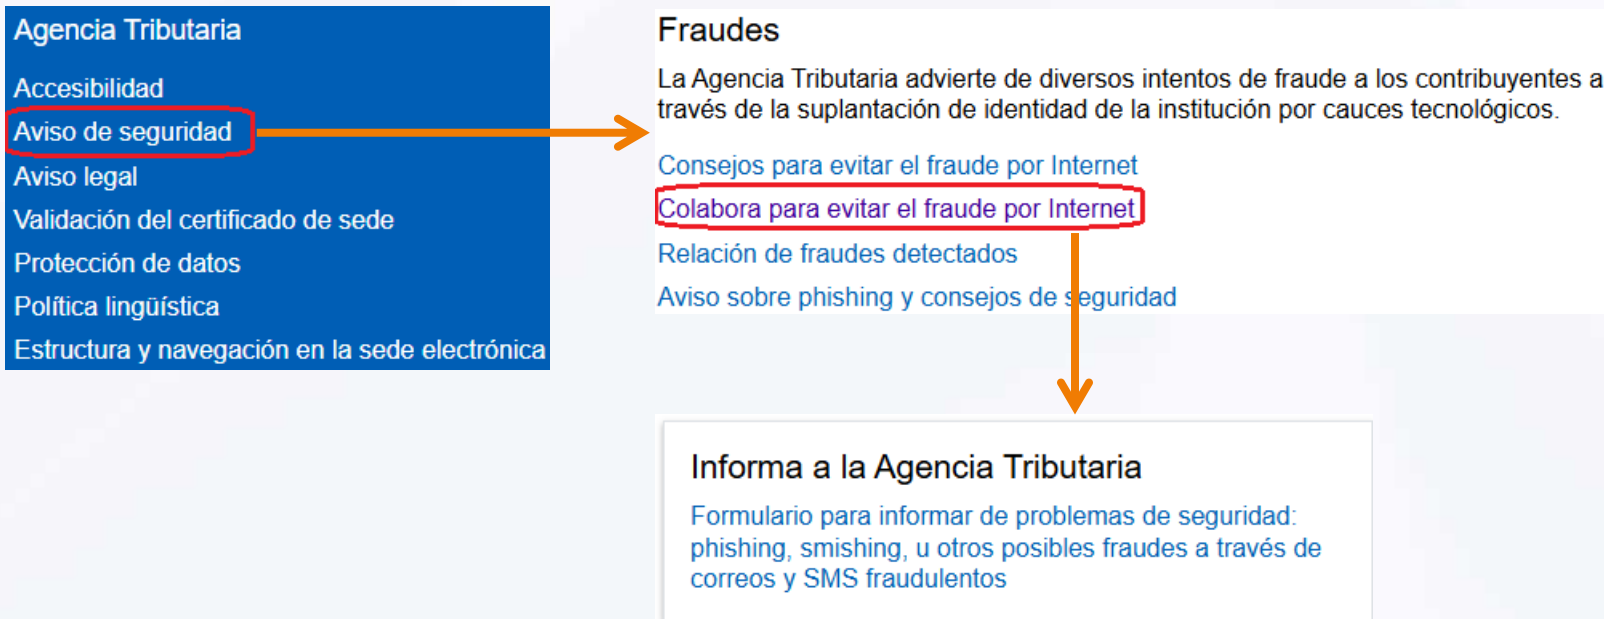 Agencia Tributaria
Accesibilidad
Aviso de seguridad
Aviso legal
Validación del certificado de sede
Protección de datos
Política lingüística
Estructura y navegación en la sede electrónica
Fraudes
La Agencia Tributaria advierte de diversos intentos de fraude a los contribuyentes a
través de la suplantación de identidad de la institución por cauces tecnológicos.
Consejos para evitar el fraude por Internet
Colabora para evitar el fraude por Internet
Relación de fraudes detectados
Aviso sobre phishing y consejos de seguridad
Informa a la Agencia Tributaria
Formulario para informar de problemas de seguridad:
phishing, smishing, u otros posibles fraudes a través de
correos y SMS fraudulentos